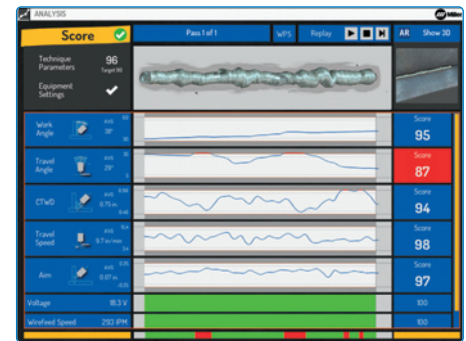 ANALYSIS
Miller
Score
Pass 1 of 1
WPS
Replay
AR
Show 3D
Technique
Parameters
96
Target 90
Equipment
Settings
Work
Angle
AVG
38°
Score
95
Travel
Angle
AVG
29°
Score
87
CTWD
AVG
0.75 in.
Score
94
Travel
Speed
AVG
9.7 in/min
Score
98
Aim
AVG
0.07 in.
Score
97
Voltage
18.3 V
100
Wirefeed Speed
293 IPM
100